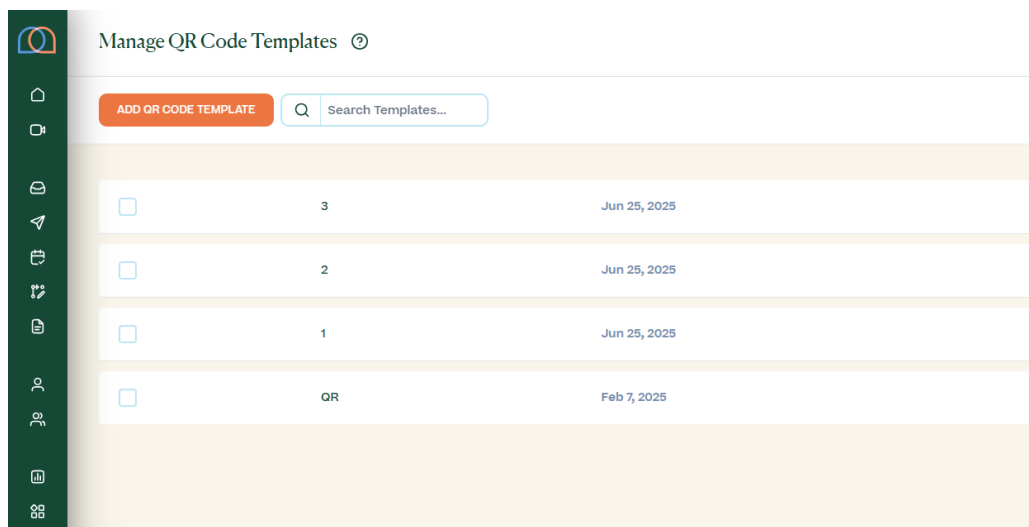 Manage QR Code Templates
ADD QR CODE TEMPLATE
Search Templates...
3 Jun 25, 2025
2 Jun 25, 2025
1 Jun 25, 2025
QR Feb 7, 2025